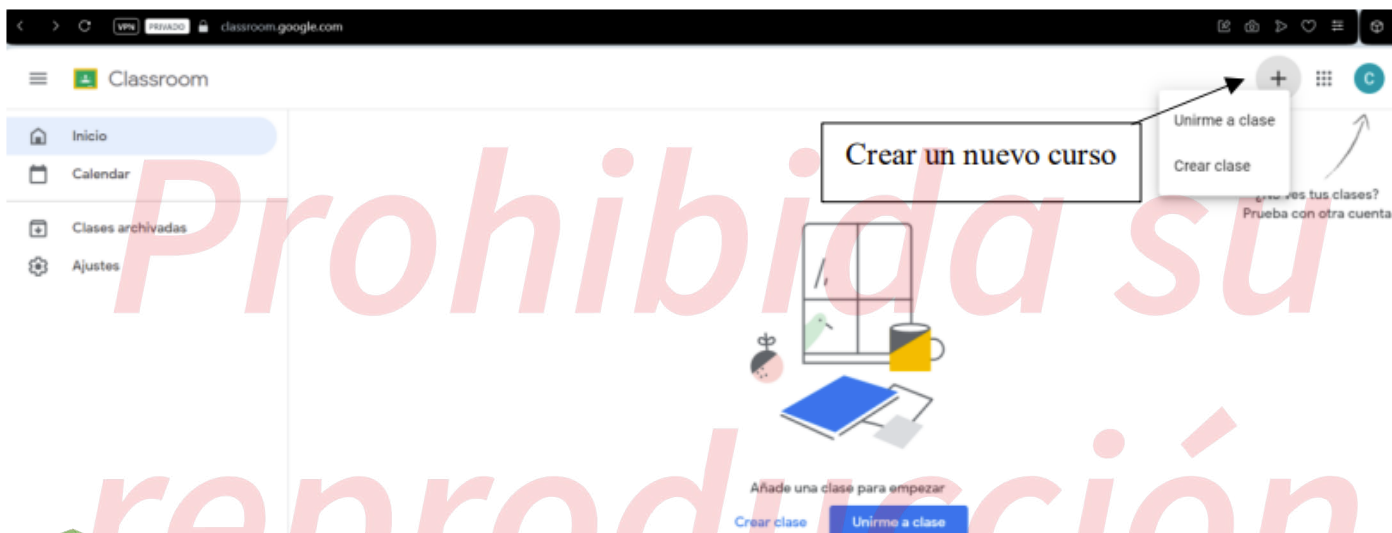 VPN PRIVADO classroom.google.com
Classroom
Unirme a clase
Crear clase
Crear un nuevo curso
¿No ves tus clases?
Prueba con otra cuenta
C
Inicio
Calendar
Clases archivadas
Ajustes
Prohibida su
reproducción
Añade una clase para empezar
Crear clase Unirme a clase